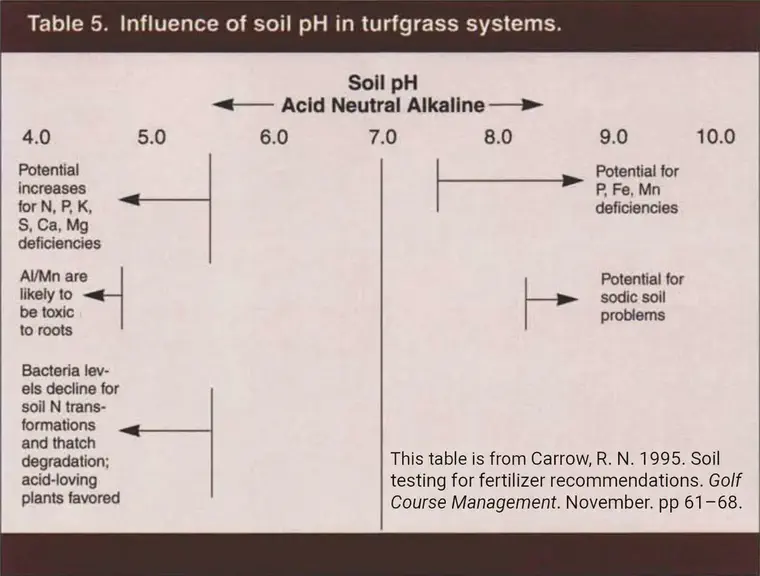 Table 5. Influence of soil pH in turfgrass systems.
Soil pH
Acid Neutral Alkaline
4.0 5.0 6.0 7.0 8.0 9.0 10.0
Potential
increases
for N, P, K,
S, Ca, Mg
deficiencies
Potential for
P, Fe, Mn
deficiencies
Al/Mn are
likely to
be toxic
to roots
Potential for
sodic soil
problems
Bacteria lev-
els decline for
soil N trans-
formations
and thatch
degradation;
acid-loving
plants favored
This table is from Carrow, R. N. 1995. Soil
testing for fertilizer recommendations. Golf
Course Management. November. pp 61–68.